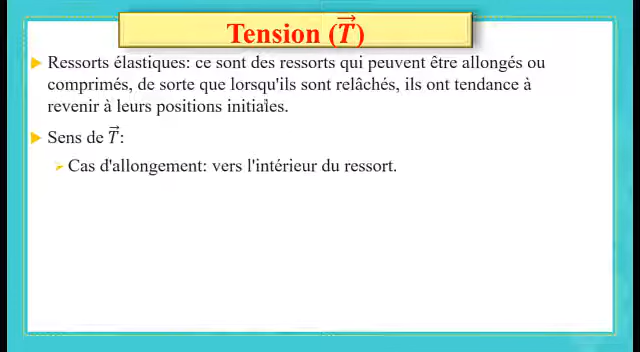 Tension (T⃗)
Ressorts élastiques: ce sont des ressorts qui peuvent être allongés ou
comprimés, de sorte que lorsqu'ils sont relâchés, ils ont tendance à
revenir à leurs positions initiales.
Sens de T⃗:
Cas d'allongement: vers l'intérieur du ressort.